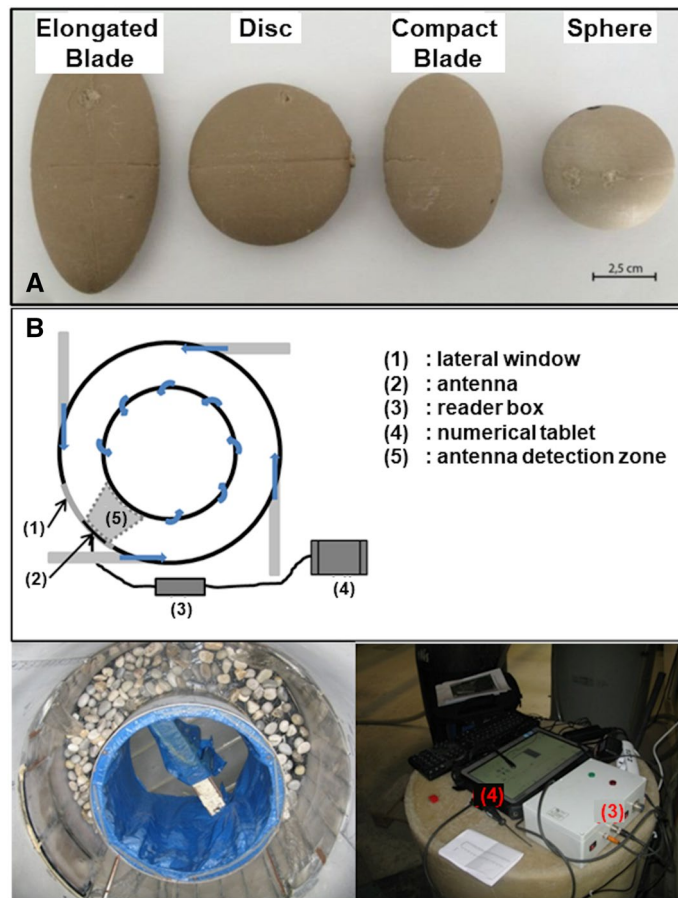 Elongated Blade
Disc
Compact Blade
Sphere
A
2,5 cm
B
(1) : lateral window
(2) : antenna
(3) : reader box
(4) : numerical tablet
(5) : antenna detection zone
(1)
(5)
(2)
(3)
(4)
(4)
(3)